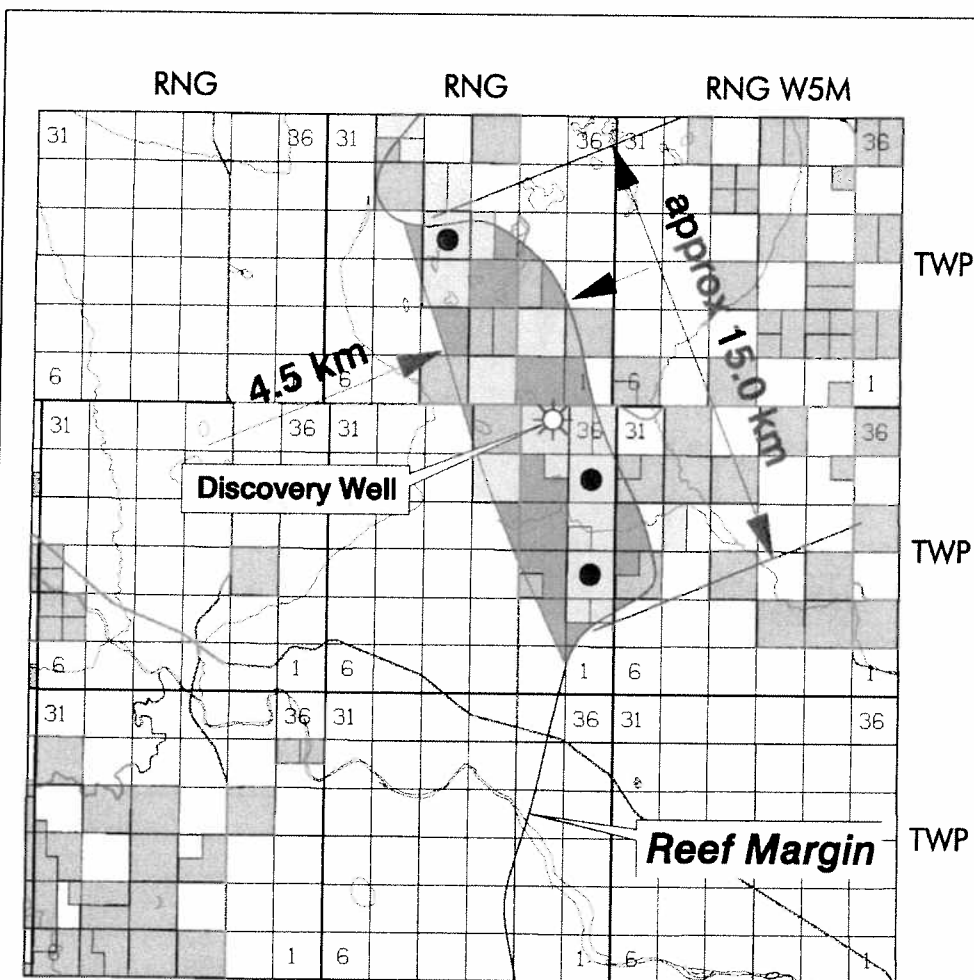 RNG RNG RNG W5M
31 36 31 36 31 36
TWP
approx 15.0 km
4.5 km
6 6 1 6 1
31 36 31 36 31 36
Discovery Well
TWP
6 1 6 1 6 1
31 36 31 36 31 36
Reef Margin
TWP
6 1 6 1 6 1